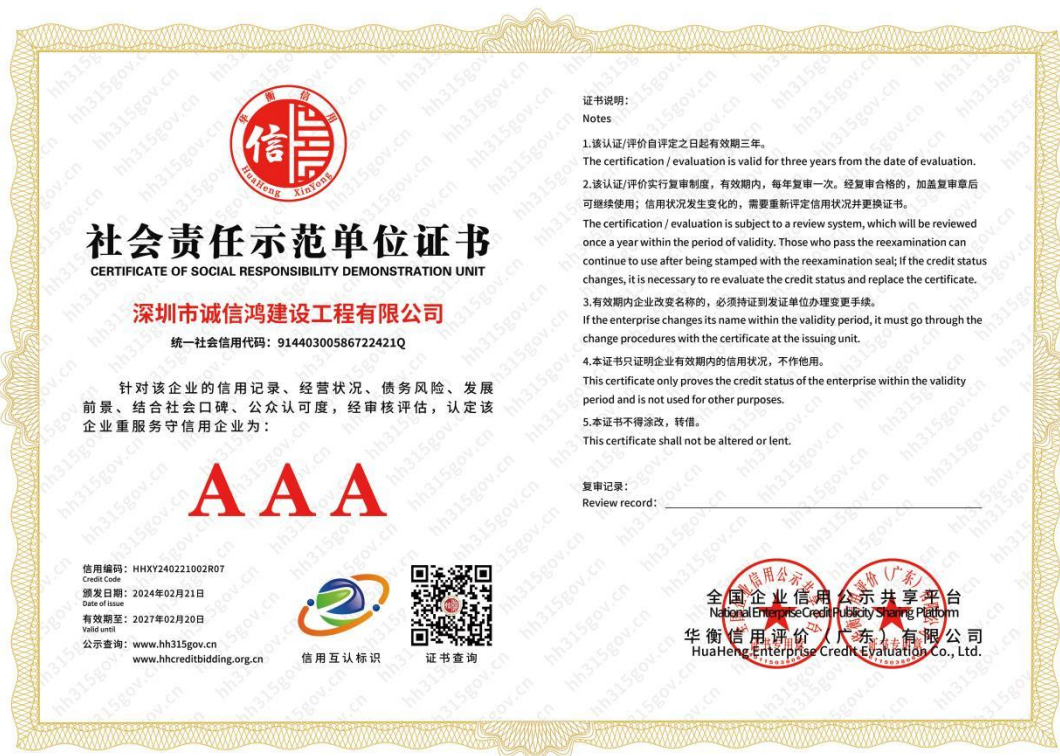 华衡信用
信
HuaHeng XinYong
社会责任示范单位证书
CERTIFICATE OF SOCIAL RESPONSIBILITY DEMONSTRATION UNIT
深圳市诚信鸿建设工程有限公司
统一社会信用代码：91440300586722421Q
针对该企业的信用记录、经营状况、债务风险、发展
前景、结合社会口碑、公众认可度，经审核评估，认定该
企业重服务守信用企业为：
AAA
信用编码：HHXY240221002R07
Credit Code
颁发日期：2024年02月21日
Date of issue
有效期至：2027年02月20日
Valid until
公示查询：www.hh315gov.cn
www.hhcreditbidding.org.cn
信用互认标识
证书查询
证书说明：
Notes
1.该认证/评价自评定之日起有效期三年。
The certification / evaluation is valid for three years from the date of evaluation.
2.该认证/评价实行复审制度，有效期内，每年复审一次。经复审合格的，加盖复审章后
可继续使用；信用状况发生变化的，需要重新评定信用状况并更换证书。
The certification / evaluation is subject to a review system, which will be reviewed
once a year within the period of validity. Those who pass the reexamination can
continue to use after being stamped with the reexamination seal; If the credit status
changes, it is necessary to re evaluate the credit status and replace the certificate.
3.有效期内企业改变名称的，必须持证到发证单位办理变更手续。
If the enterprise changes its name within the validity period, it must go through the
change procedures with the certificate at the issuing unit.
4.本证书只证明企业有效期内的信用状况，不作他用。
This certificate only proves the credit status of the enterprise within the validity
period and is not used for other purposes.
5.本证书不得涂改，转借。
This certificate shall not be altered or lent.
复审记录：
Review record:
全国企业信用公示共享平台
National Enterprise Credit Publicity Sharing Platform
华衡信用评价（广东）有限公司
HuaHeng Enterprise Credit Evaluation Co., Ltd.
hh315gov.cn